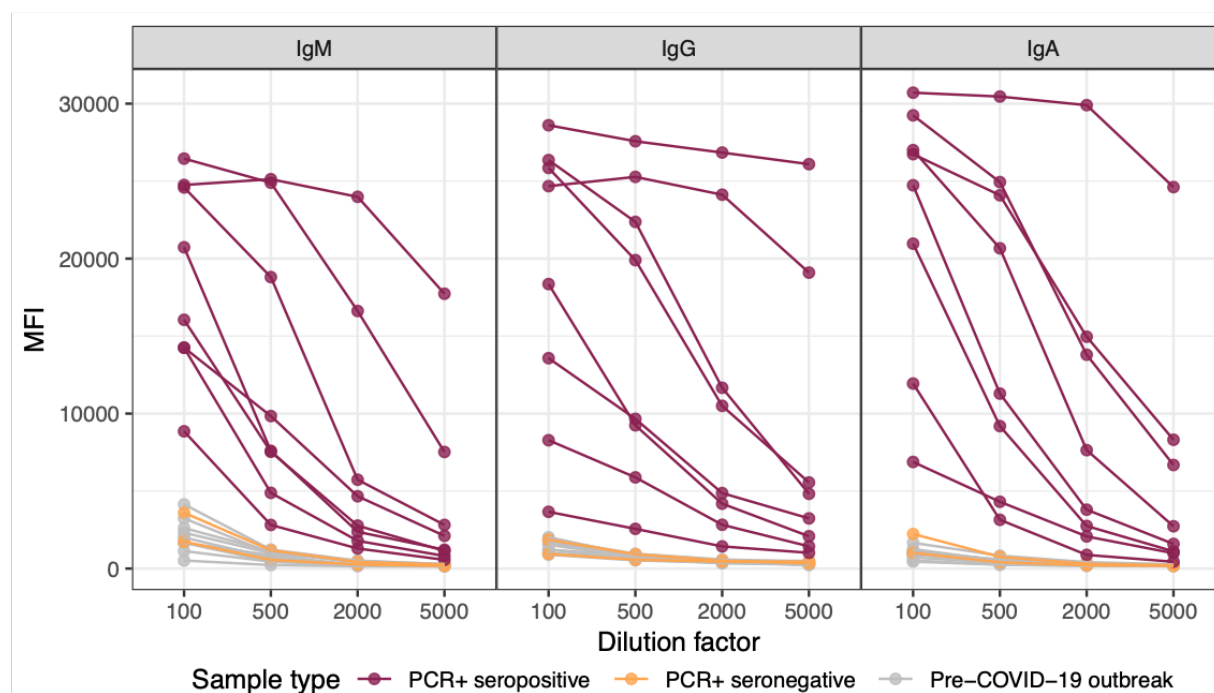 IgM IgG IgA
30000
20000
10000
0
MFI
100 500 2000 5000 100 500 2000 5000 100 500 2000 5000
Dilution factor
Sample type PCR+ seropositive PCR+ seronegative Pre−COVID−19 outbreak